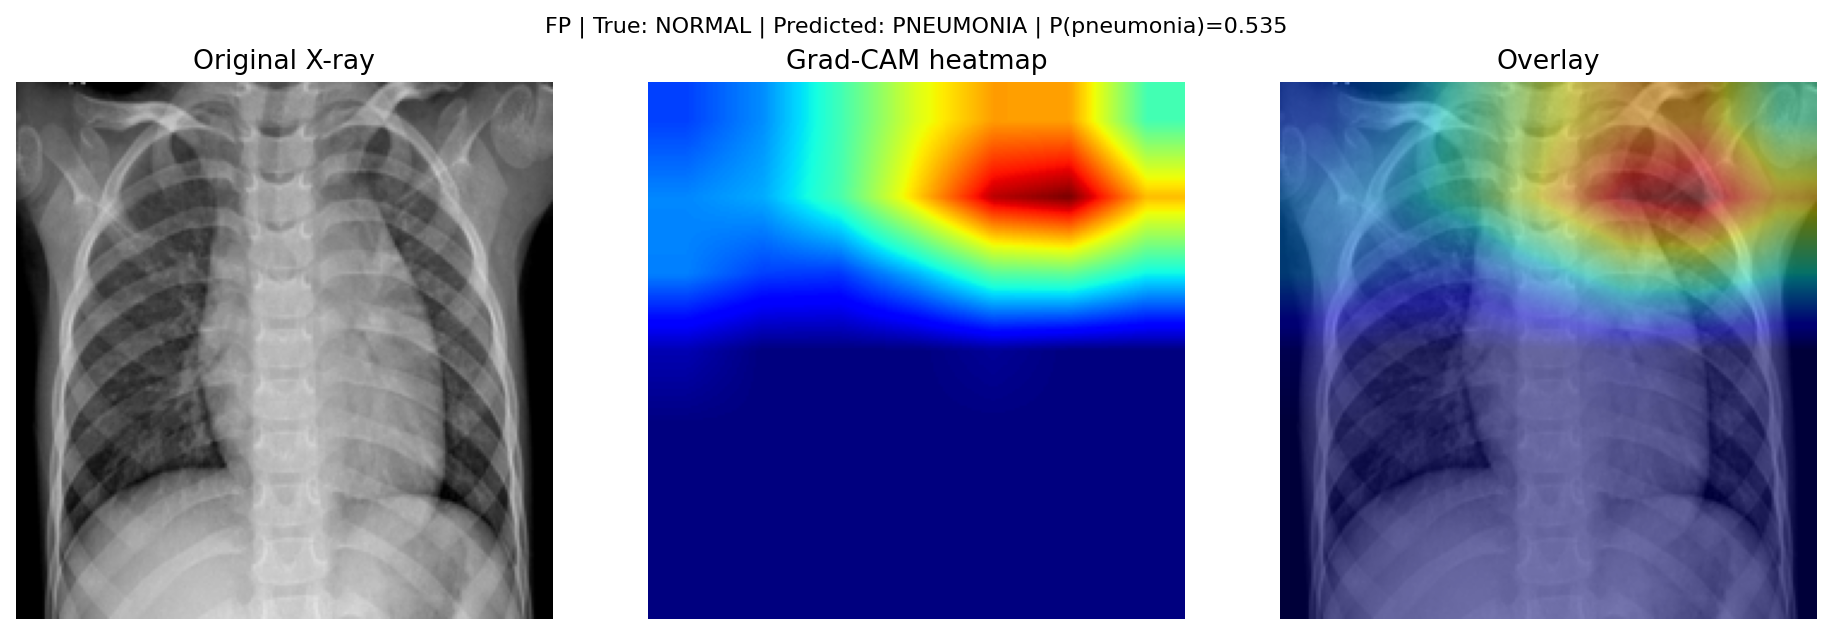 FP | True: NORMAL | Predicted: PNEUMONIA | P(pneumonia)=0.535
Original X-ray
Grad-CAM heatmap
Overlay